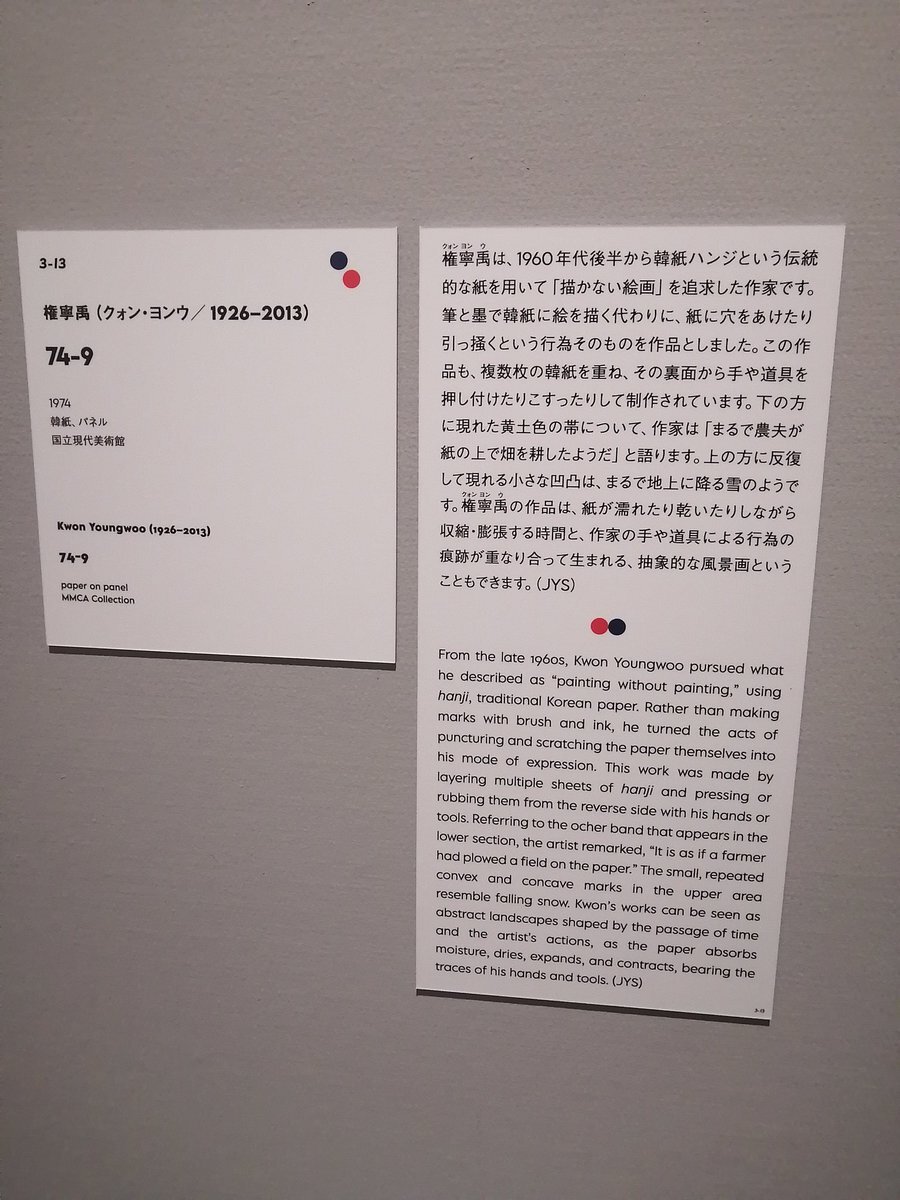 3-13
権寧禹（クォン・ヨンウ／1926–2013）
74-9
1974
韓紙、パネル
国立現代美術館
Kwon Youngwoo (1926–2013)
74-9
paper on panel
MMCA Collection
クォン ヨン ウ
権寧禹は、1960年代後半から韓紙ハンジという伝統
的な紙を用いて「描かない絵画」を追求した作家です。
筆と墨で韓紙に絵を描く代わりに、紙に穴をあけたり
引っ掻くという行為そのものを作品としました。この作
品も、複数枚の韓紙を重ね、その裏面から手や道具を
押し付けたりこすったりして制作されています。下の方
に現れた黄土色の帯について、作家は「まるで農夫が
紙の上で畑を耕したようだ」と語ります。上の方に反復
して現れる小さな凹凸は、まるで地上に降る雪のようで
クォン ヨン ウ
す。権寧禹の作品は、紙が濡れたり乾いたりしながら
収縮・膨張する時間と、作家の手や道具による行為の
痕跡が重なり合って生まれる、抽象的な風景画という
こともできます。（JYS）
From the late 1960s, Kwon Youngwoo pursued what
he described as “painting without painting,” using
hanji, traditional Korean paper. Rather than making
marks with brush and ink, he turned the acts of
puncturing and scratching the paper themselves into
his mode of expression. This work was made by
layering multiple sheets of hanji and pressing or
rubbing them from the reverse side with his hands or
tools. Referring to the ocher band that appears in the
lower section, the artist remarked, “It is as if a farmer
had plowed a field on the paper.” The small, repeated
convex and concave marks in the upper area
resemble falling snow. Kwon’s works can be seen as
abstract landscapes shaped by the passage of time
and the artist’s actions, as the paper absorbs
moisture, dries, expands, and contracts, bearing the
traces of his hands and tools. (JYS)
3-13